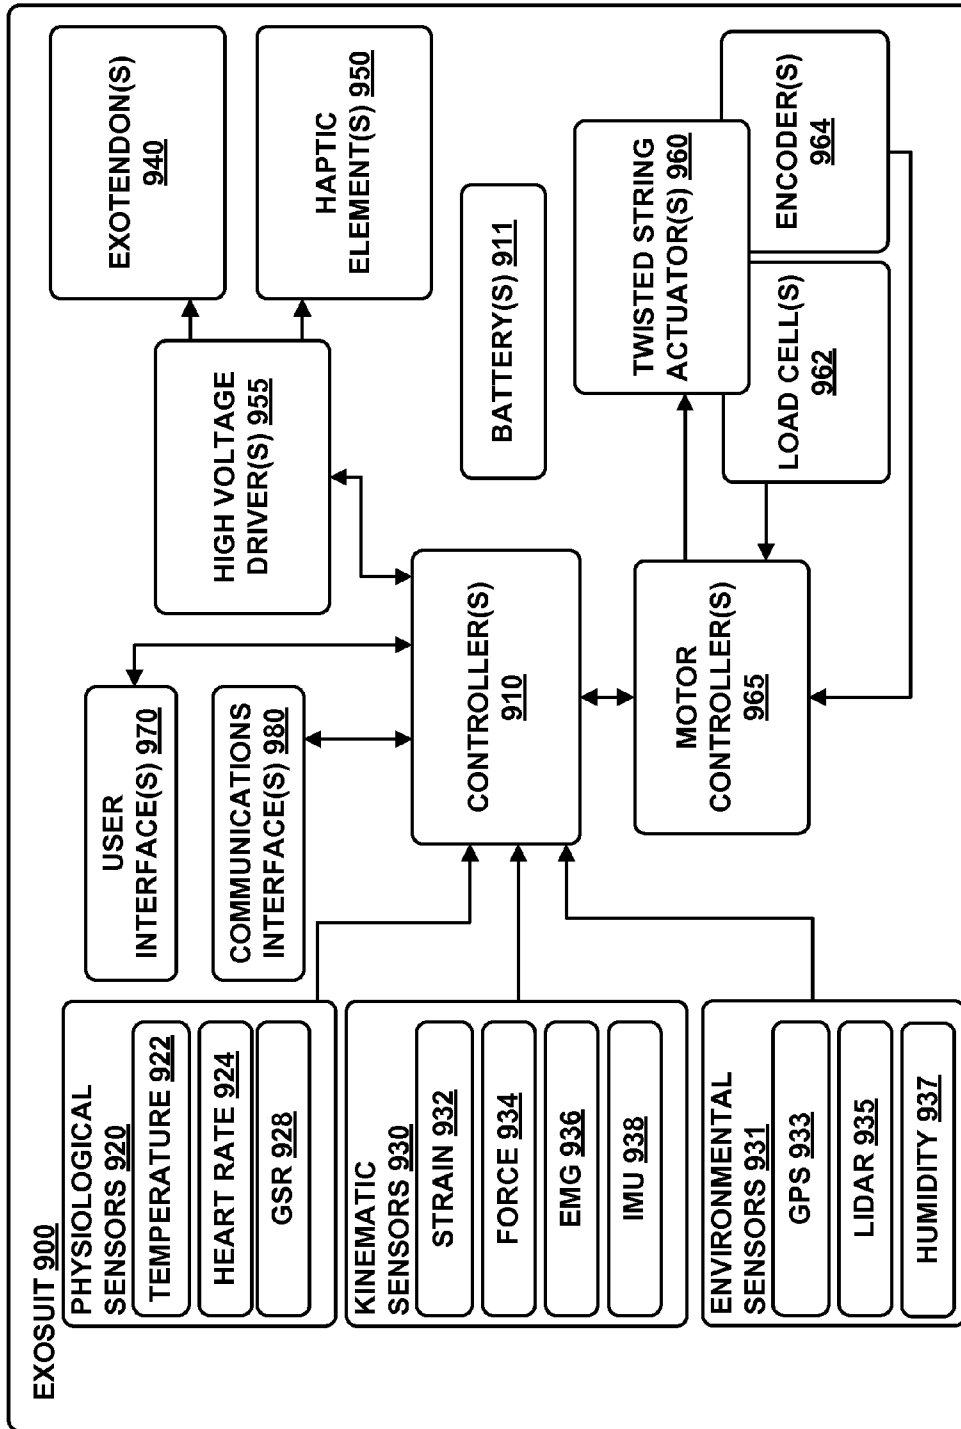 EXOSUIT 900
PHYSIOLOGICAL
SENSORS 920
TEMPERATURE 922
HEART RATE 924
GSR 928
KINEMATIC
SENSORS 930
STRAIN 932
FORCE 934
EMG 936
IMU 938
ENVIRONMENTAL
SENSORS 931
GPS 933
LIDAR 935
HUMIDITY 937
USER
INTERFACE(S) 970
COMMUNICATIONS
INTERFACE(S) 980
CONTROLLER(S)
910
MOTOR
CONTROLLER(S)
965
HIGH VOLTAGE
DRIVER(S) 955
EXOTENDON(S)
940
HAPTIC
ELEMENT(S) 950
BATTERY(S) 911
TWISTED STRING
ACTUATOR(S) 960
LOAD CELL(S)
962
ENCODER(S)
964